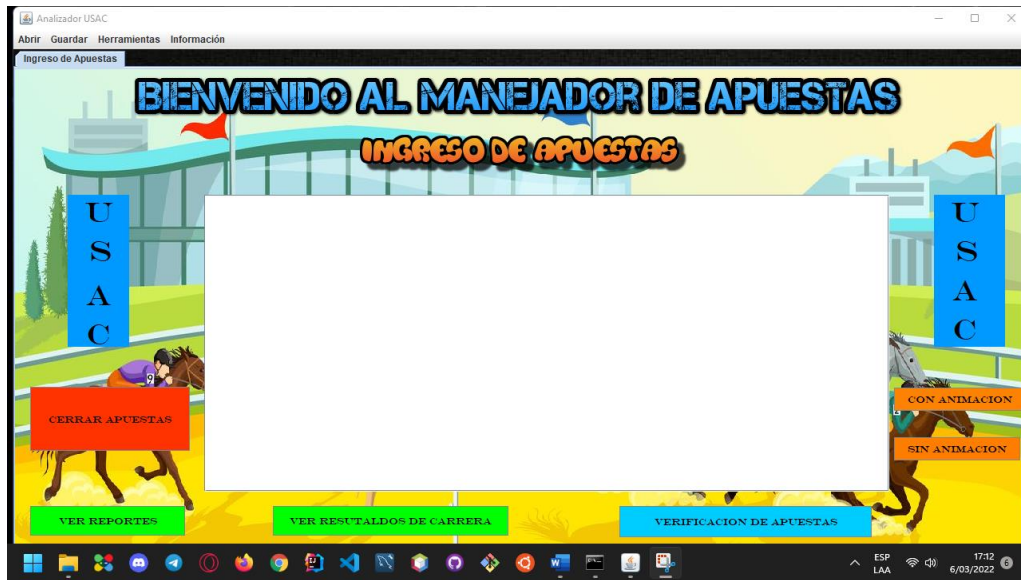 Analizador USAC
Abrir Guardar Herramientas Información
Ingreso de Apuestas
BIENVENIDO AL MANEJADOR DE APUESTAS
INGRESO DE APUESTAS
U
S
A
C
U
S
A
C
9
CERRAR APUESTAS
CON ANIMACION
SIN ANIMACION
VER REPORTES
VER RESUTALDOS DE CARRERA
VERIFICACION DE APUESTAS
ESP
LAA
17:12
6/03/2022
6